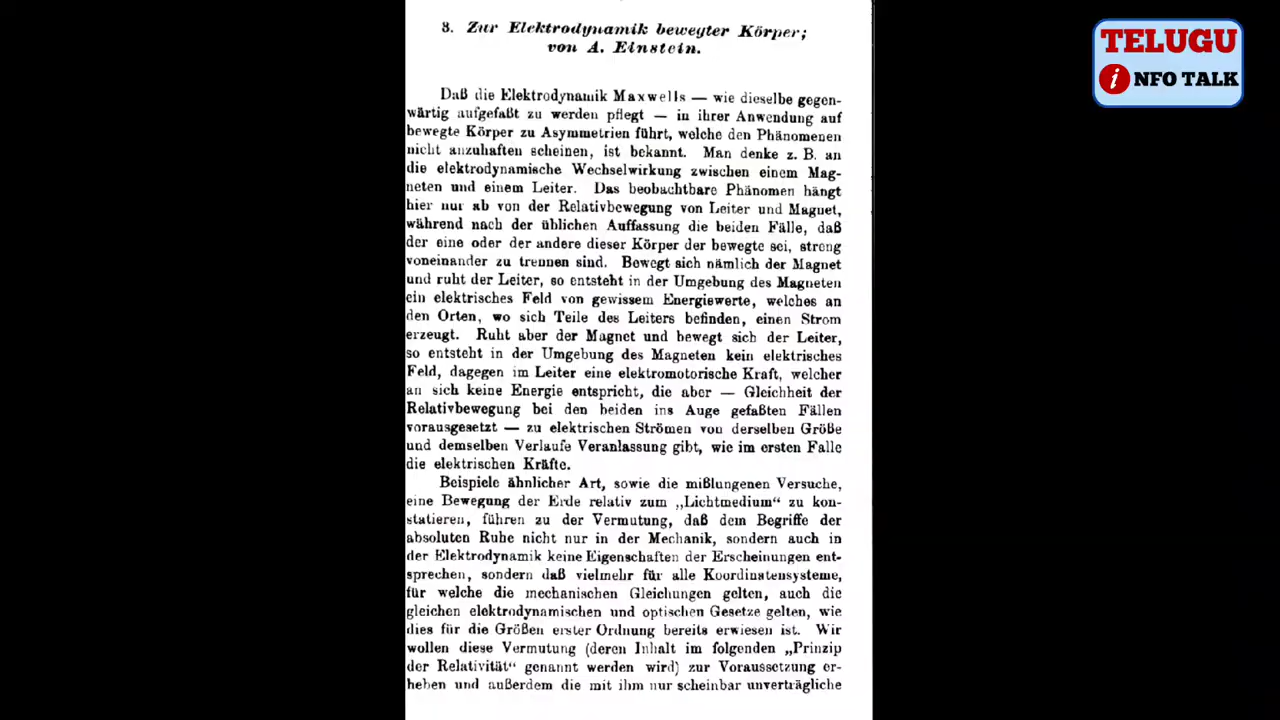 3. Zur Elektrodynamik bewegter Körper;
von A. Einstein.
Daß die Elektrodynamik Maxwells — wie dieselbe gegen-
wärtig aufgefaßt zu werden pflegt — in ihrer Anwendung auf
bewegte Körper zu Asymmetrien führt, welche den Phänomenen
nicht anzuhaften scheinen, ist bekannt. Man denke z. B. an
die elektrodynamische Wechselwirkung zwischen einem Mag-
neten und einem Leiter. Das beobachtbare Phänomen hängt
hier nur ab von der Relativbewegung von Leiter und Magnet,
während nach der üblichen Auffassung die beiden Fälle, daß
der eine oder der andere dieser Körper der bewegte sei, streng
voneinander zu trennen sind. Bewegt sich nämlich der Magnet
und ruht der Leiter, so entsteht in der Umgebung des Magneten
ein elektrisches Feld von gewissem Energiewerte, welches an
den Orten, wo sich Teile des Leiters befinden, einen Strom
erzeugt. Ruht aber der Magnet und bewegt sich der Leiter,
so entsteht in der Umgebung des Magneten kein elektrisches
Feld, dagegen im Leiter eine elektromotorische Kraft, welcher
an sich keine Energie entspricht, die aber — Gleichheit der
Relativbewegung bei den beiden ins Auge gefaßten Fällen
vorausgesetzt — zu elektrischen Strömen von derselben Größe
und demselben Verlaufe Veranlassung gibt, wie im ersten Falle
die elektrischen Kräfte.
Beispiele ähnlicher Art, sowie die mißlungenen Versuche,
eine Bewegung der Erde relativ zum „Lichtmedium“ zu kon-
statieren, führen zu der Vermutung, daß dem Begriffe der
absoluten Ruhe nicht nur in der Mechanik, sondern auch in
der Elektrodynamik keine Eigenschaften der Erscheinungen ent-
sprechen, sondern daß vielmehr für alle Koordinatensysteme,
für welche die mechanischen Gleichungen gelten, auch die
gleichen elektrodynamischen und optischen Gesetze gelten, wie
dies für die Größen erster Ordnung bereits erwiesen ist. Wir
wollen diese Vermutung (deren Inhalt im folgenden „Prinzip
der Relativität“ genannt werden wird) zur Voraussetzung er-
heben und außerdem die mit ihm nur scheinbar unverträgliche
TELUGU
iNFO TALK